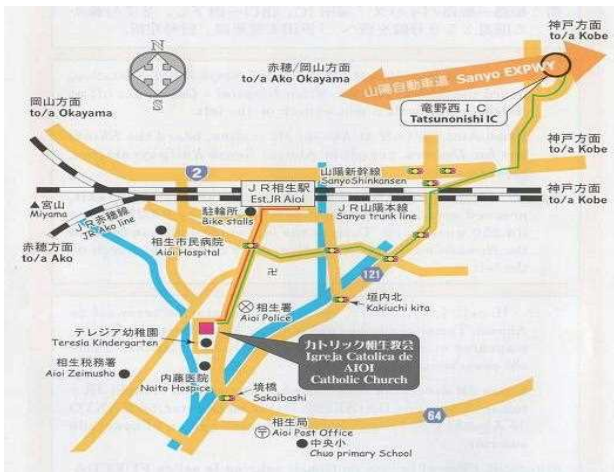 N
S
神戸方面
to/a Kobe
赤穂/岡山方面
to/a Ako Okayama
山陽自動車道 Sanyo EXPWY
竜野西IC
Tatsunonishi IC
岡山方面
to/a Okayama
神戸方面
to/a Kobe
2
山陽新幹線
SanyoShinkansen
JR相生駅
Est.JR Aioi
神戸方面
to/a Kobe
▲宮山
Miyama
JR赤穂線
JR Ako line
駐輪所
Bike stalls
JR山陽本線
Sanyo trunk line
赤穂方面
to/a Ako
相生市民病院
Aioi Hospital
卍
121
垣内北
Kakiuchi kita
相生署
Aioi Police
テレジア幼稚園
Teresia Kindergarten
カトリック相生教会
Igreja Catolica de
AIOI
Catholic Church
相生税務署
Aioi Zeimusho
内藤医院
Naito Hospice
境橋
Sakaibashi
64
相生局
Aioi Post Office
中央小
Chuo primary School